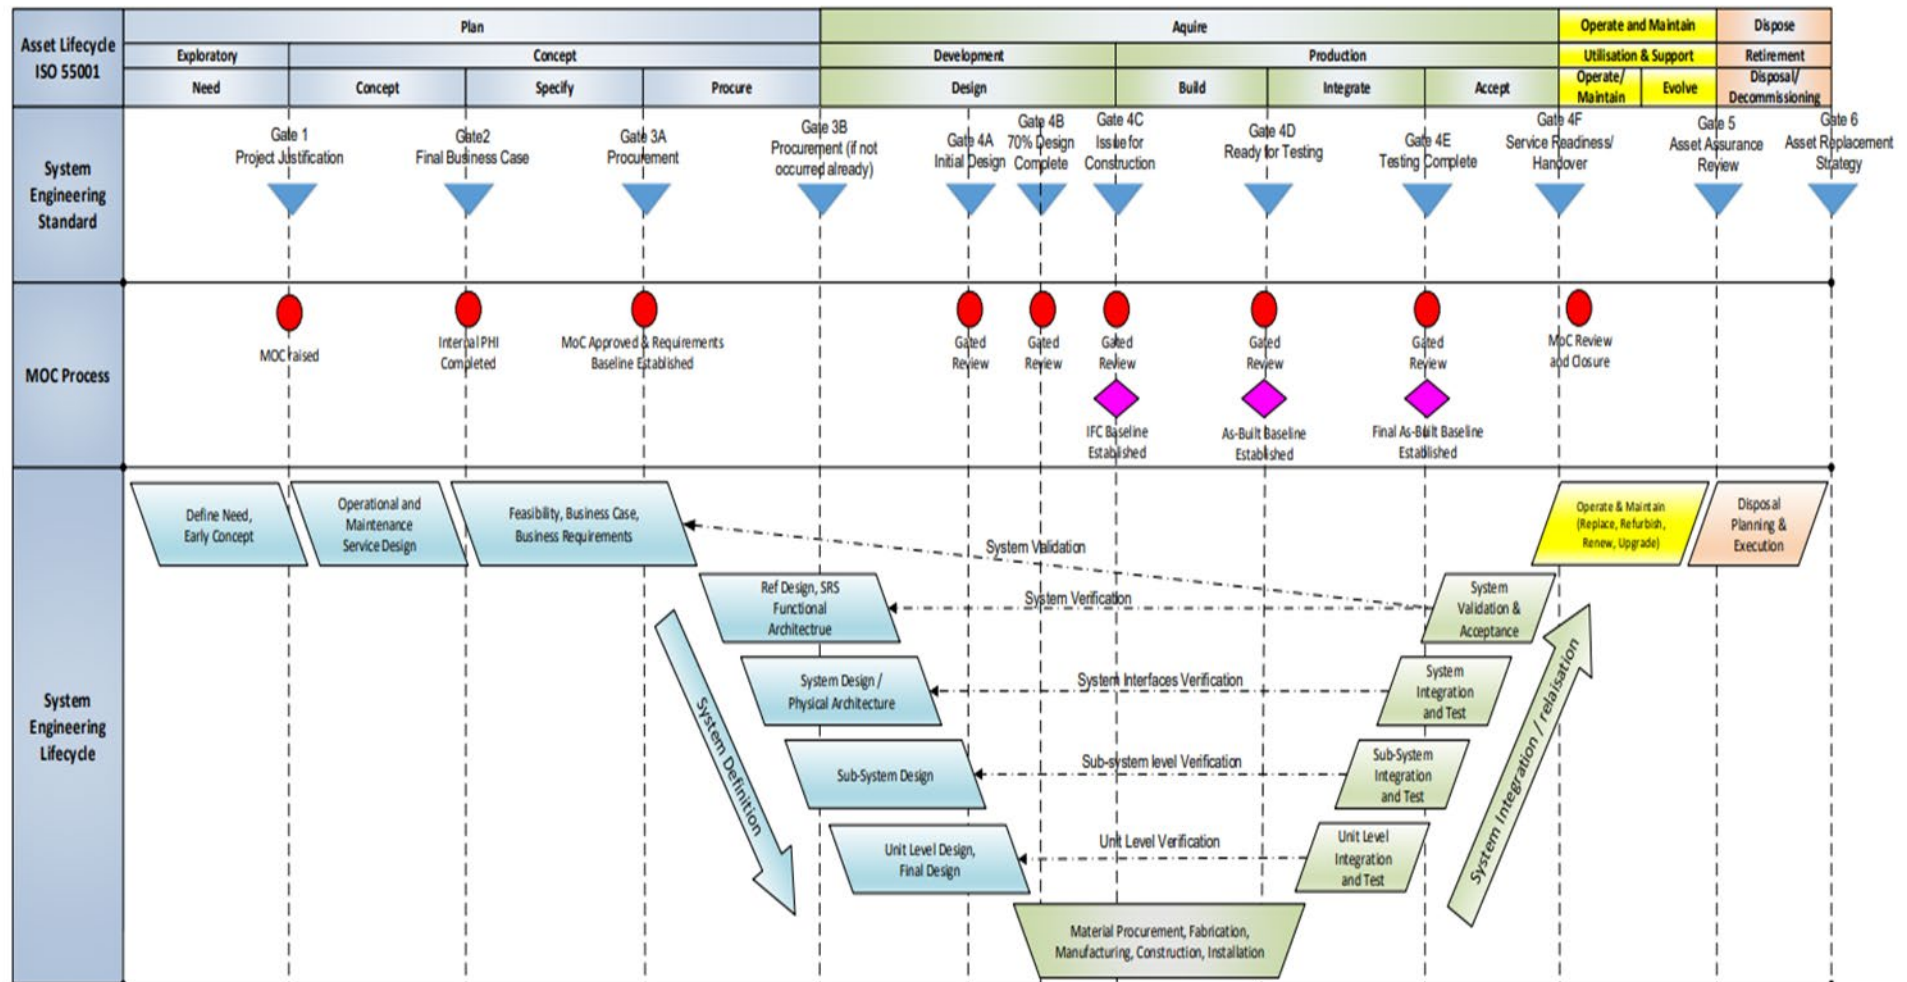 Asset Lifecycle
ISO 55001
Plan
Aquire
Operate and Maintain
Dispose
Exploratory
Concept
Development
Production
Utilisation & Support
Retirement
Need
Concept
Specify
Procure
Design
Build
Integrate
Accept
Operate/
Maintain
Evolve
Disposal/
Decommissioning
System
Engineering
Standard
Gate 1
Project Justification
Gate2
Final Business Case
Gate 3A
Procurement
Gate 3B
Procurement (if not
occurred already)
Gate 4A
Initial Design
Gate 4B
70% Design
Complete
Gate 4C
Issue for
Construction
Gate 4D
Ready for Testing
Gate 4E
Testing Complete
Gate 4F
Service Readiness/
Handover
Gate 5
Asset Assurance
Review
Gate 6
Asset Replacement
Strategy
MOC Process
MOC raised
Internal PHI
Completed
MoC Approved & Requirements
Baseline Established
Gated
Review
Gated
Review
Gated
Review
Gated
Review
Gated
Review
MoC Review
and Closure
IFC Baseline
Established
As-Built Baseline
Established
Final As-Built Baseline
Established
System
Engineering
Lifecycle
Define Need,
Early Concept
Operational and
Maintenance
Service Design
Feasibility, Business Case,
Business Requirements
Operate & Maintain
(Replace, Refurbish,
Renew, Upgrade)
Disposal
Planning &
Execution
System Validation
Ref Design, SRS
Functional
Architectrue
System Verification
System
Validation &
Acceptance
System Design /
Physical Architecture
System Interfaces Verification
System
Integration
and Test
Sub-System Design
Sub-system level Verification
Sub-System
Integration
and Test
Unit Level Design,
Final Design
Unit Level Verification
Unit Level
Integration
and Test
System Definition
System Integration / relaisation
Material Procurement, Fabrication,
Manufacturing, Construction, Installation